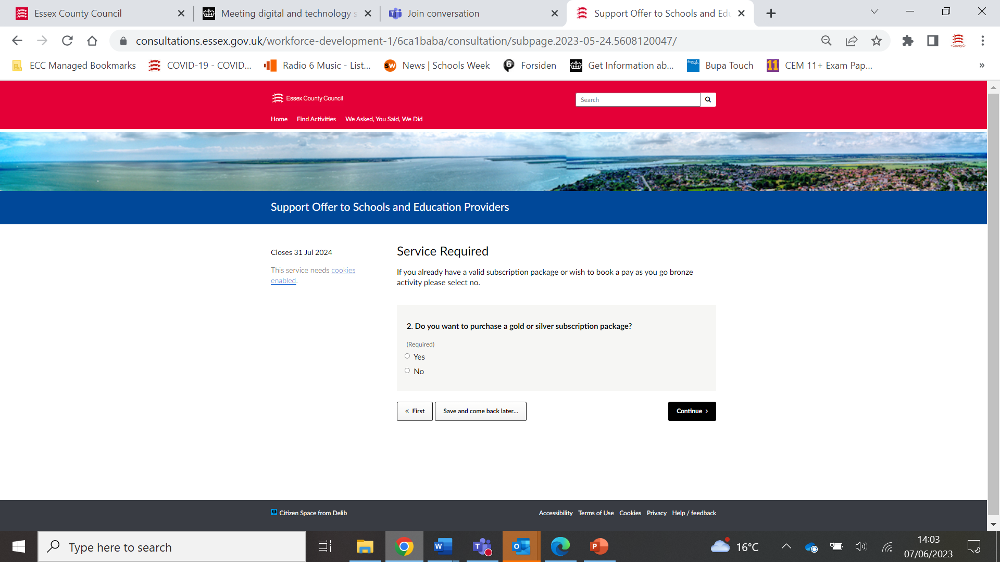 Essex County Council
Meeting digital and technology s
Join conversation
Support Offer to Schools and Edu
consultations.essex.gov.uk/workforce-development-1/6ca1baba/consultation/subpage.2023-05-24.5608120047/
ECC Managed Bookmarks
COVID-19 - COVID...
Radio 6 Music - List...
News | Schools Week
Forsiden
Get Information ab...
Bupa Touch
CEM 11+ Exam Pap...
»
Essex County Council
Search
Home Find Activities We Asked, You Said, We Did
Support Offer to Schools and Education Providers
Closes 31 Jul 2024
This service needs cookies
enabled.
Service Required
If you already have a valid subscription package or wish to book a pay as you go bronze
activity please select no.
2. Do you want to purchase a gold or silver subscription package?
(Required)
Yes
No
« First
Save and come back later...
Continue ›
Citizen Space from Delib
Accessibility Terms of Use Cookies Privacy Help / feedback
Type here to search
16°C
14:03
07/06/2023